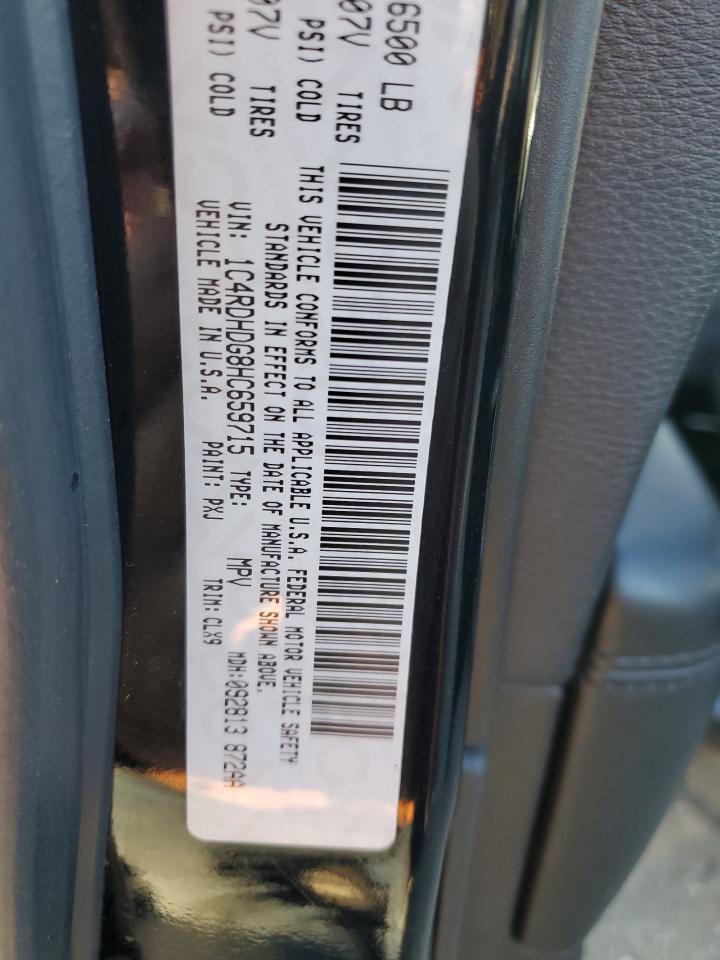 6500 LB
07V TIRES
PSI) COLD
07V TIRES
PSI) COLD
THIS VEHICLE CONFORMS TO ALL APPLICABLE U.S.A. FEDERAL MOTOR VEHICLE SAFETY
STANDARDS IN EFFECT ON THE DATE OF MANUFACTURE SHOWN ABOVE.
VIN: 1C4RDHDG8HC659715 TYPE: MPV MDH:092813 872AA
VEHICLE MADE IN U.S.A. PAINT: PXJ TRIM:CLX9